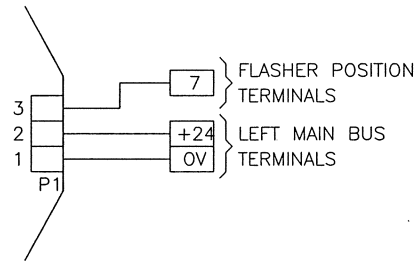 7
FLASHER POSITION
TERMINALS
3
2
+24
LEFT MAIN BUS
1
0V
TERMINALS
P1